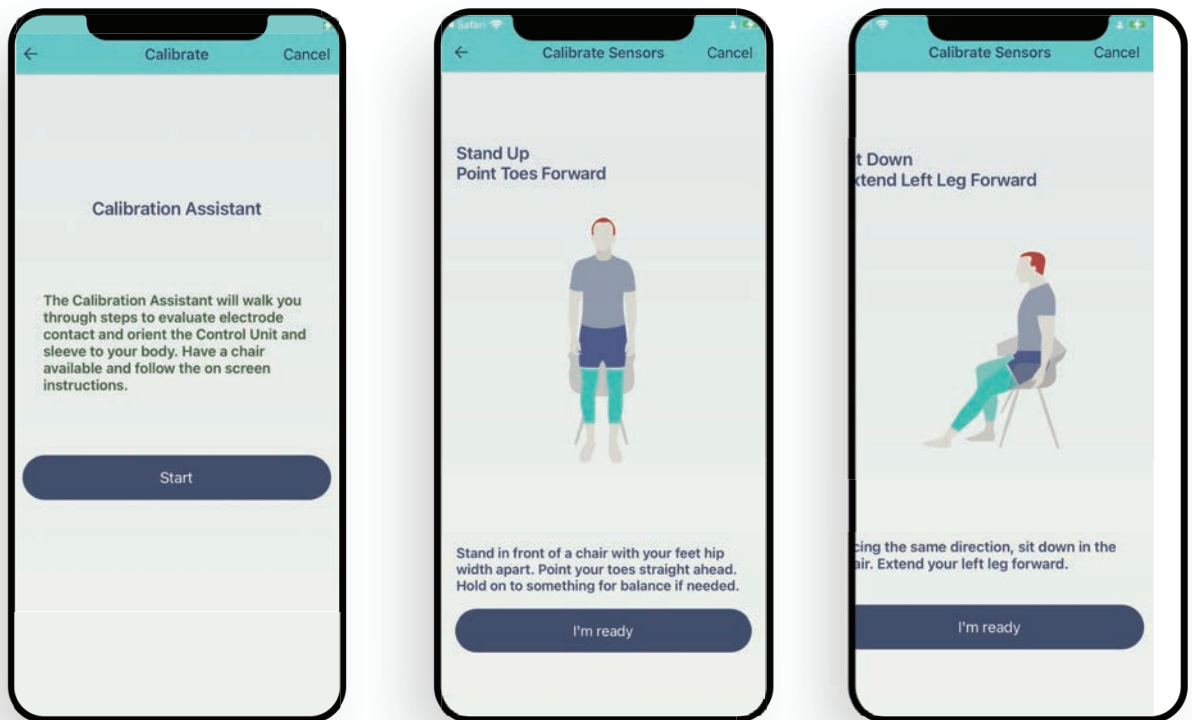 Calibrate
Cancel
Calibration Assistant
The Calibration Assistant will walk you
through steps to evaluate electrode
contact and orient the Control Unit and
sleeve to your body. Have a chair
available and follow the on screen
instructions.
Start
Safari
Calibrate Sensors
Cancel
Stand Up
Point Toes Forward
Stand in front of a chair with your feet hip
width apart. Point your toes straight ahead.
Hold on to something for balance if needed.
I'm ready
Calibrate Sensors
Cancel
t Down
xtend Left Leg Forward
cing the same direction, sit down in the
air. Extend your left leg forward.
I'm ready